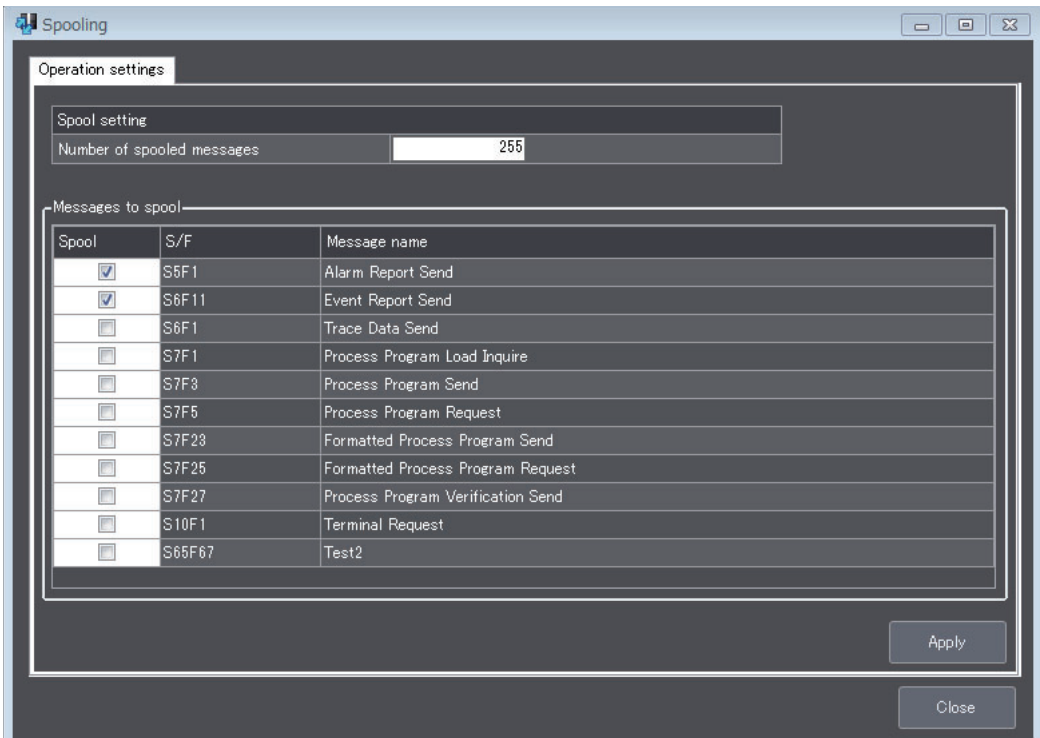 Spooling
Operation settings
Spool setting
Number of spooled messages 255
Messages to spool
Spool S/F Message name
S5F1 Alarm Report Send
S6F11 Event Report Send
S6F1 Trace Data Send
S7F1 Process Program Load Inquire
S7F3 Process Program Send
S7F5 Process Program Request
S7F23 Formatted Process Program Send
S7F25 Formatted Process Program Request
S7F27 Process Program Verification Send
S10F1 Terminal Request
S65F67 Test2
Apply
Close